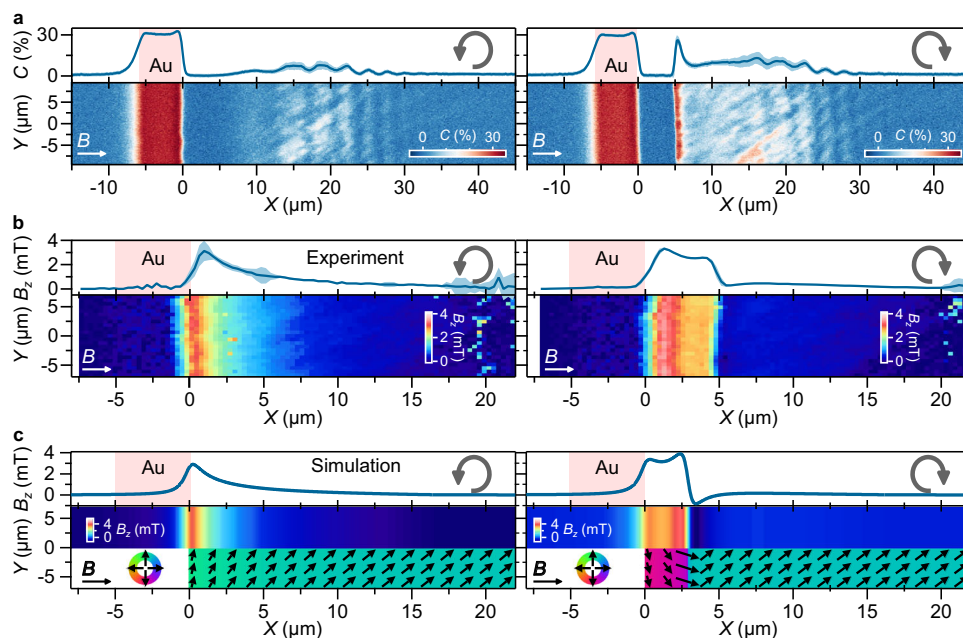 a
C (%)
30
0
Au
Au
Y (µm)
5
0
-5
B
0 C (%) 30
B
0 C (%) 30
-10 0 10 20 30 40
-10 0 10 20 30 40
X (µm)
X (µm)
b
B_z (mT)
4
2
0
Au
Experiment
Au
Y (µm)
5
0
-5
B
4
2
0
B_z (mT)
B
4
2
0
B_z (mT)
-5 0 5 10 15 20
-5 0 5 10 15 20
X (µm)
X (µm)
c
B_z (mT)
4
2
0
Au
Simulation
Au
Y (µm)
5
0
-5
4
0
B_z (mT)
4
0
B_z (mT)
B
B
-5 0 5 10 15 20
-5 0 5 10 15 20
X (µm)
X (µm)